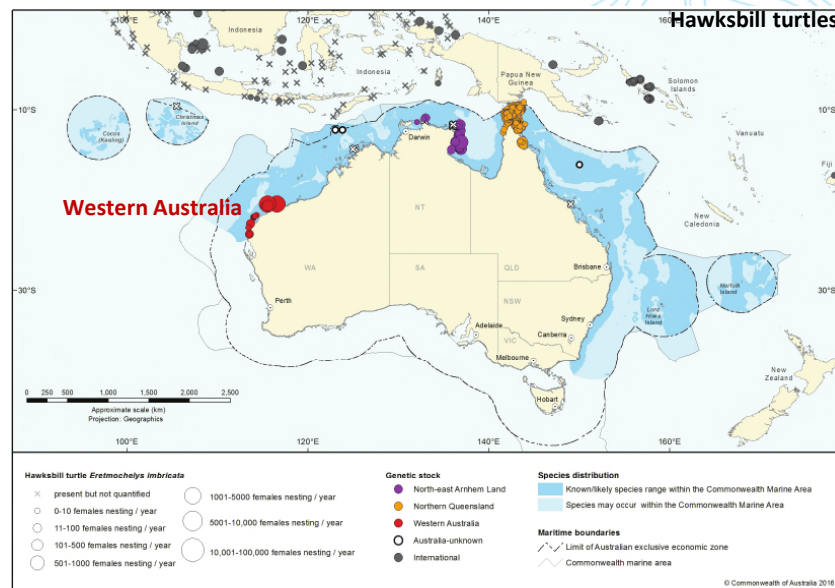 Hawksbill turtles
120°E
140°E
160°E
Indonesia
Indonesia
Papua New
Guinea
Solomon
Islands
10°S
10°S
Christmas
Island
Cocos
(Keeling)
Darwin
Vanuatu
Fiji
Western Australia
NT
New
Caledonia
WA
SA
QLD
Brisbane
Norfolk
Island
30°S
30°S
Perth
NSW
Lord
Howe
Island
Sydney
Adelaide
Canberra
VIC
Melbourne
New
Zealand
Hobart
0 500 1,000 1,500 2,000 2,500
Approximate scale (km)
Projection: Geographics
100°E
120°E
140°E
160°E
Hawksbill turtle Eretmochelys imbricata
present but not quantified
0-10 females nesting / year
11-100 females nesting / year
101-500 females nesting / year
501-1000 females nesting / year
1001-5000 females nesting / year
5001-10,000 females nesting / year
10,001-100,000 females nesting / year
Genetic stock
North-east Arnhem Land
Northern Queensland
Western Australia
Australia-unknown
International
Species distribution
Known/likely species range within the Commonwealth Marine Area
Species may occur within the Commonwealth Marine Area
Maritime boundaries
Limit of Australian exclusive economic zone
Commonwealth marine area
© Commonwealth of Australia 2016